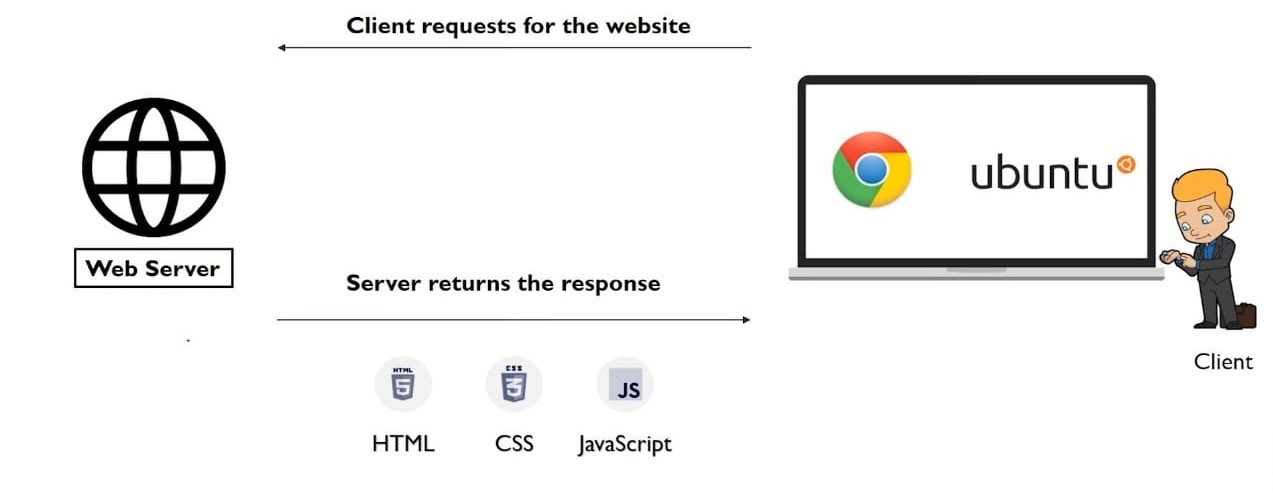 Client requests for the website
ubuntu
Web Server
Server returns the response
Client
HTML
5
CSS
3
JS
HTML CSS JavaScript